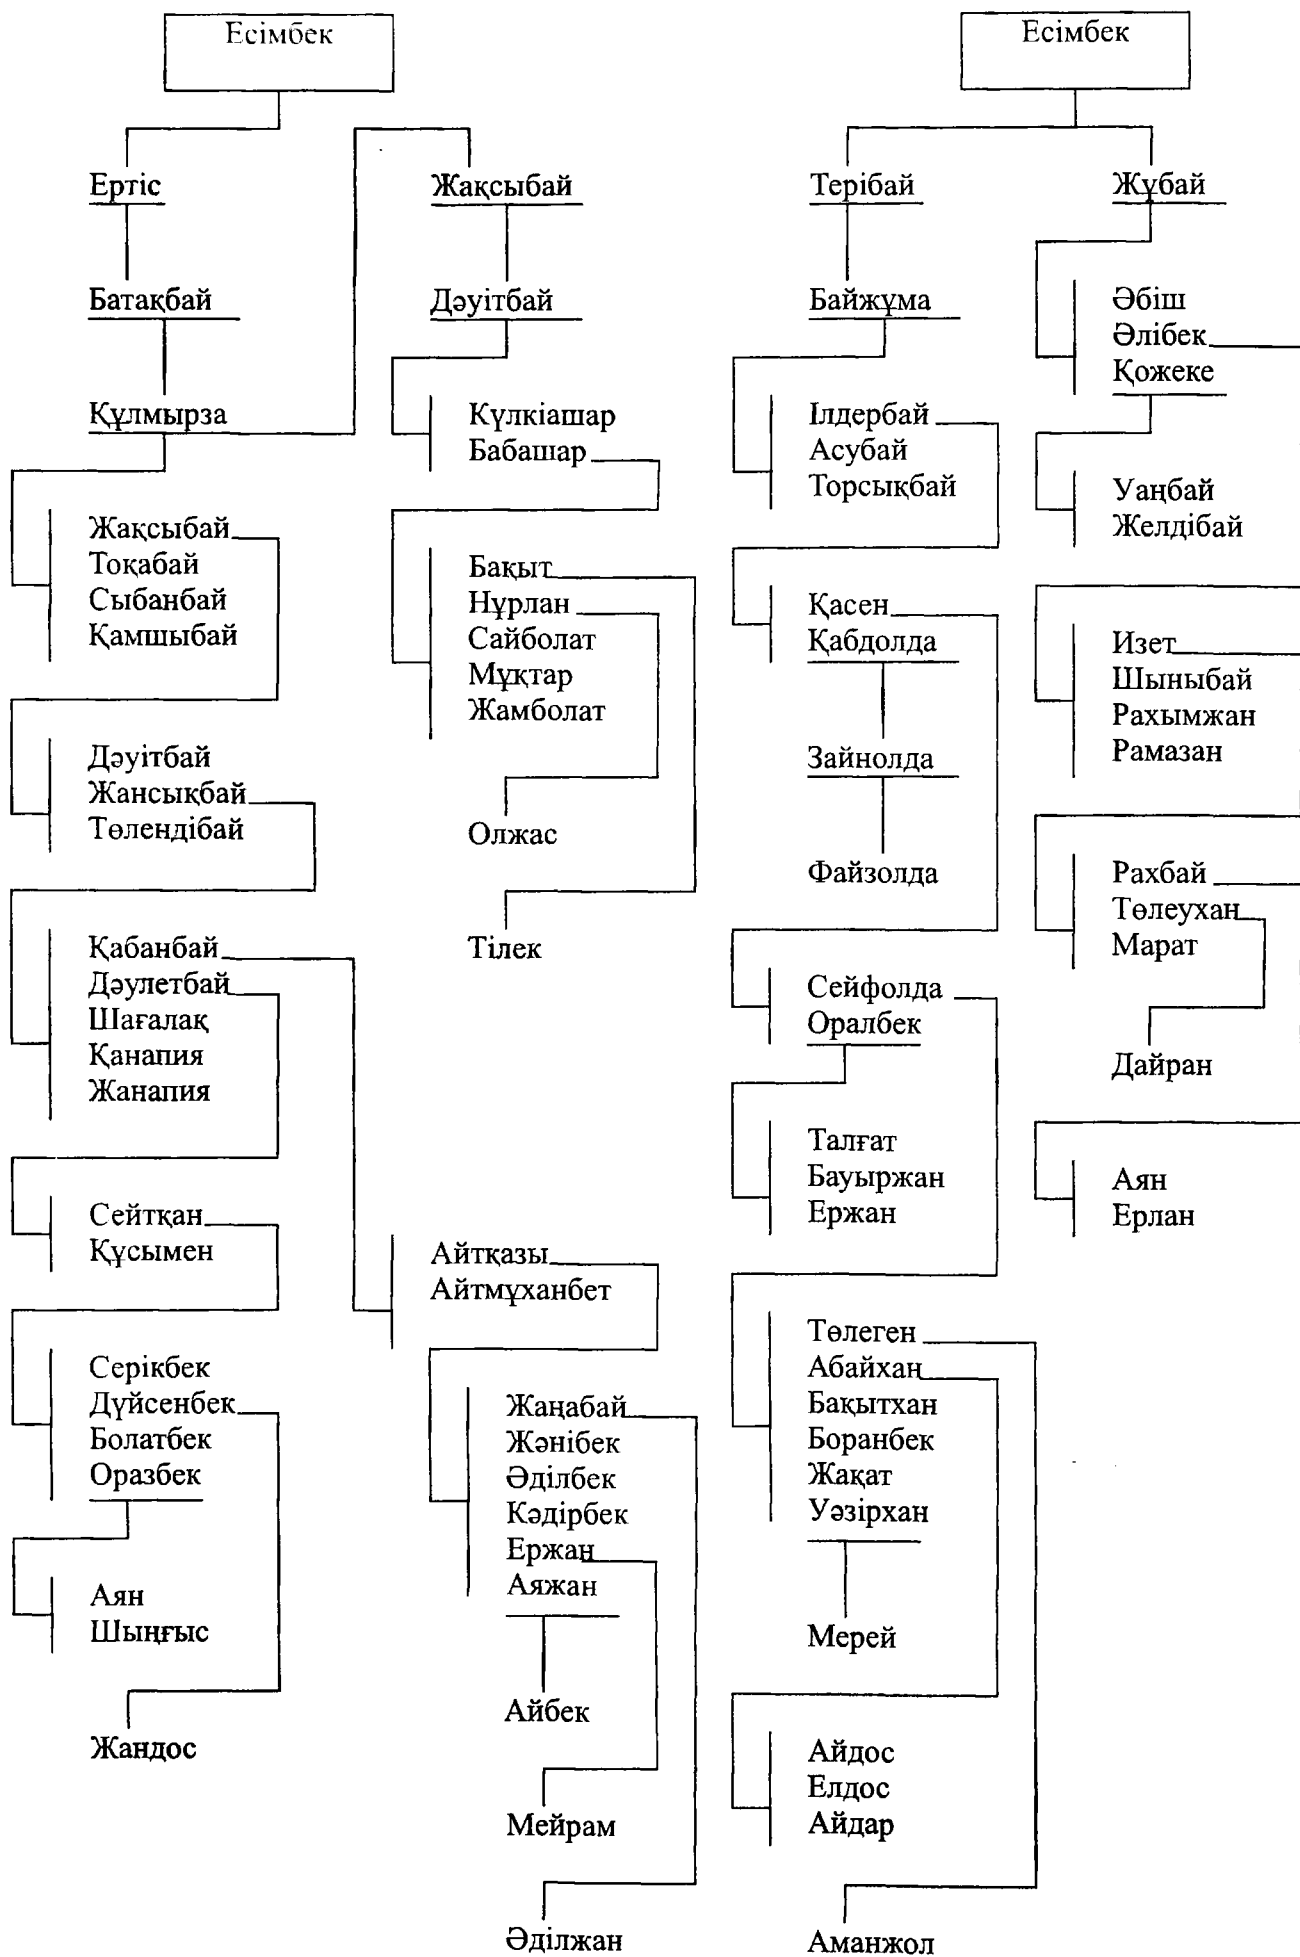 Есімбек
Ертіс
Батақбай
Құлмырза
Жақсыбай
Тоқабай
Сыбанбай
Қамшыбай
Дәуітбай
Жансықбай
Төлендібай
Қабанбай
Дәулетбай
Шағалақ
Қанапия
Жанапия
Сейтқан
Құсымен
Серікбек
Дүйсенбек
Болатбек
Оразбек
Аян
Шыңғыс
Жандос
Жақсыбай
Дәуітбай
Күлкіашар
Бабашар
Бақыт
Нұрлан
Сайболат
Мұқтар
Жамболат
Олжас
Тілек
Айтқазы
Айтмұханбет
Жаңабай
Жәнібек
Әділбек
Кәдірбек
Ержан
Аяжан
Айбек
Мейрам
Әділжан
Есімбек
Терібай
Байжұма
Ілдербай
Асубай
Торсықбай
Қасен
Қабдолда
Зайнолда
Файзолда
Сейфолда
Оралбек
Талғат
Бауыржан
Ержан
Төлеген
Абайхан
Бақытхан
Боранбек
Жақат
Уәзірхан
Мерей
Айдос
Елдос
Айдар
Аманжол
Жұбай
Әбіш
Әлібек
Қожеке
Уаңбай
Желдібай
Изет
Шыныбай
Рахымжан
Рамазан
Рахбай
Төлеухан
Марат
Дайран
Аян
Ерлан